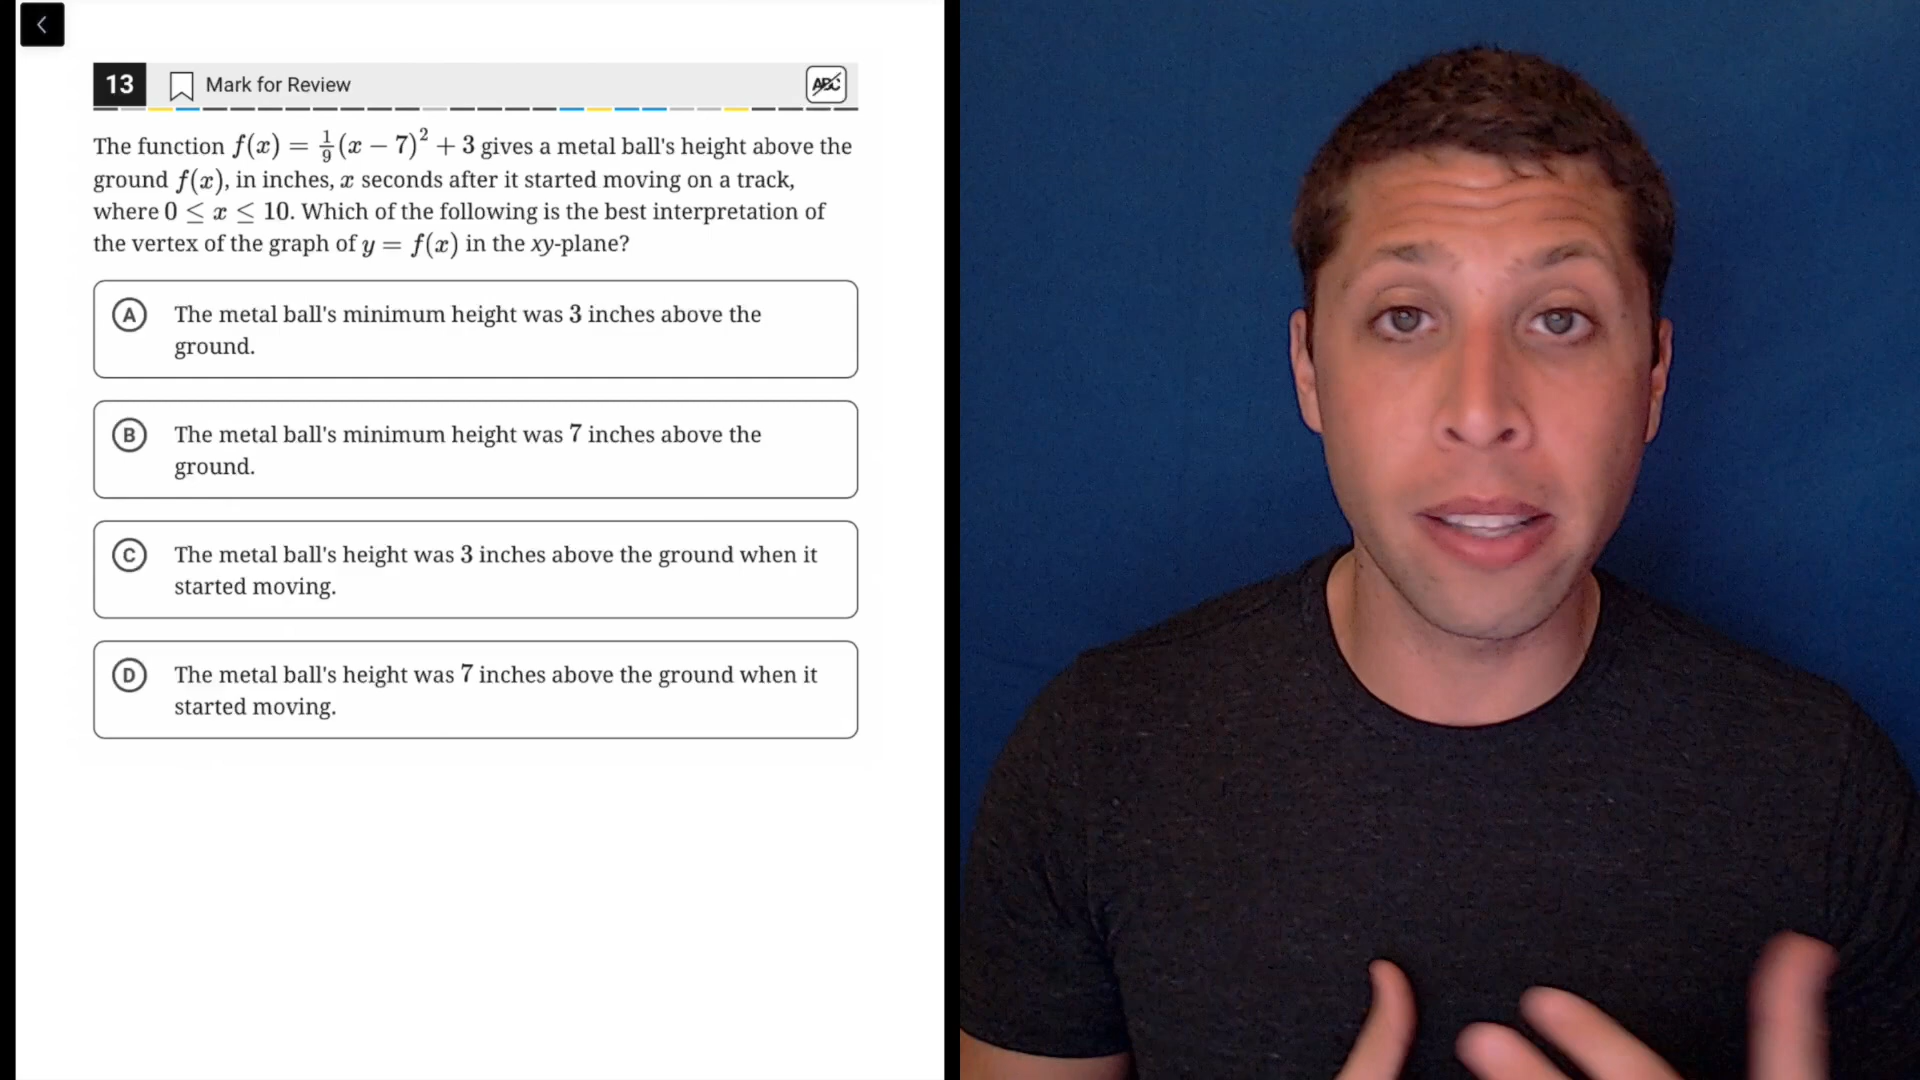 13 Mark for Review ABC
The function f(x) = 1/9(x − 7)² + 3 gives a metal ball's height above the
ground f(x), in inches, x seconds after it started moving on a track,
where 0 ≤ x ≤ 10. Which of the following is the best interpretation of
the vertex of the graph of y = f(x) in the xy-plane?
A The metal ball's minimum height was 3 inches above the
ground.
B The metal ball's minimum height was 7 inches above the
ground.
C The metal ball's height was 3 inches above the ground when it
started moving.
D The metal ball's height was 7 inches above the ground when it
started moving.